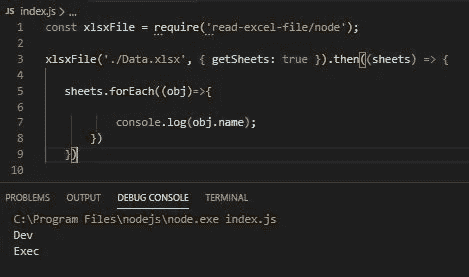 JS index.js > ...
1 const xlsxFile = require('read-excel-file/node');
2
3 xlsxFile('./Data.xlsx', { getSheets: true }).then((sheets) => {
4
5 sheets.forEach((obj)=>{
6
7 console.log(obj.name);
8 })
9 })
10
PROBLEMS OUTPUT DEBUG CONSOLE TERMINAL
C:\Program Files\nodejs\node.exe index.js
Dev
Exec